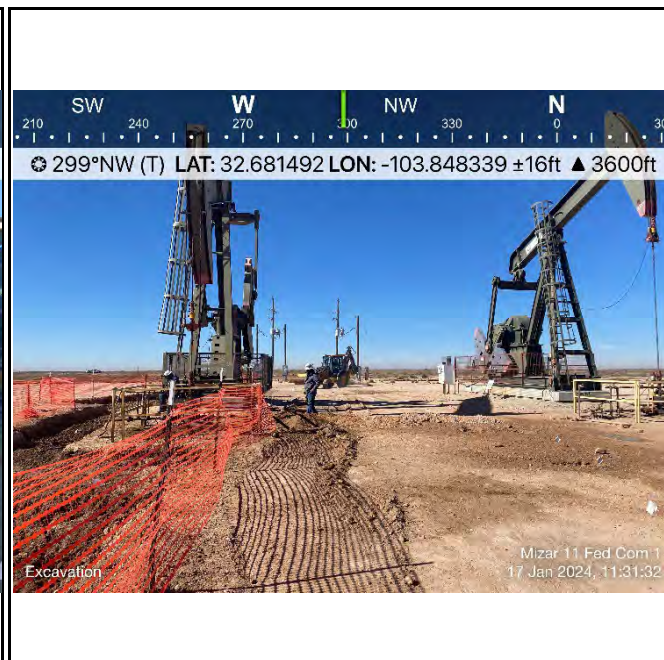 SW W NW N
210 240 270 300 330 0 30
299°NW (T) LAT: 32.681492 LON: -103.848339 ±16ft ▲ 3600ft
Mizar 11 Fed Com 1
Excavation 17 Jan 2024, 11:31:32